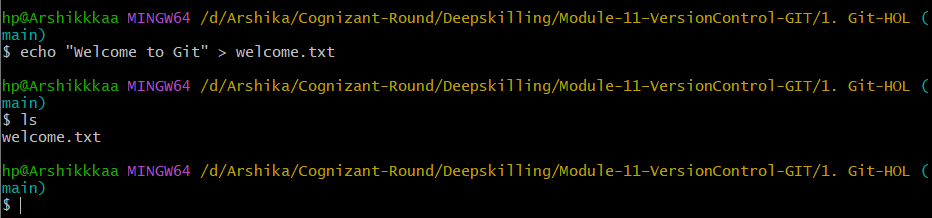 hp@Arshikkkaa MINGW64 /d/Arshika/Cognizant-Round/Deepskilling/Module-11-VersionControl-GIT/1. Git-HOL (
main)
$ echo "Welcome to Git" > welcome.txt
hp@Arshikkkaa MINGW64 /d/Arshika/Cognizant-Round/Deepskilling/Module-11-VersionControl-GIT/1. Git-HOL (
main)
$ ls
welcome.txt
hp@Arshikkkaa MINGW64 /d/Arshika/Cognizant-Round/Deepskilling/Module-11-VersionControl-GIT/1. Git-HOL (
main)
$